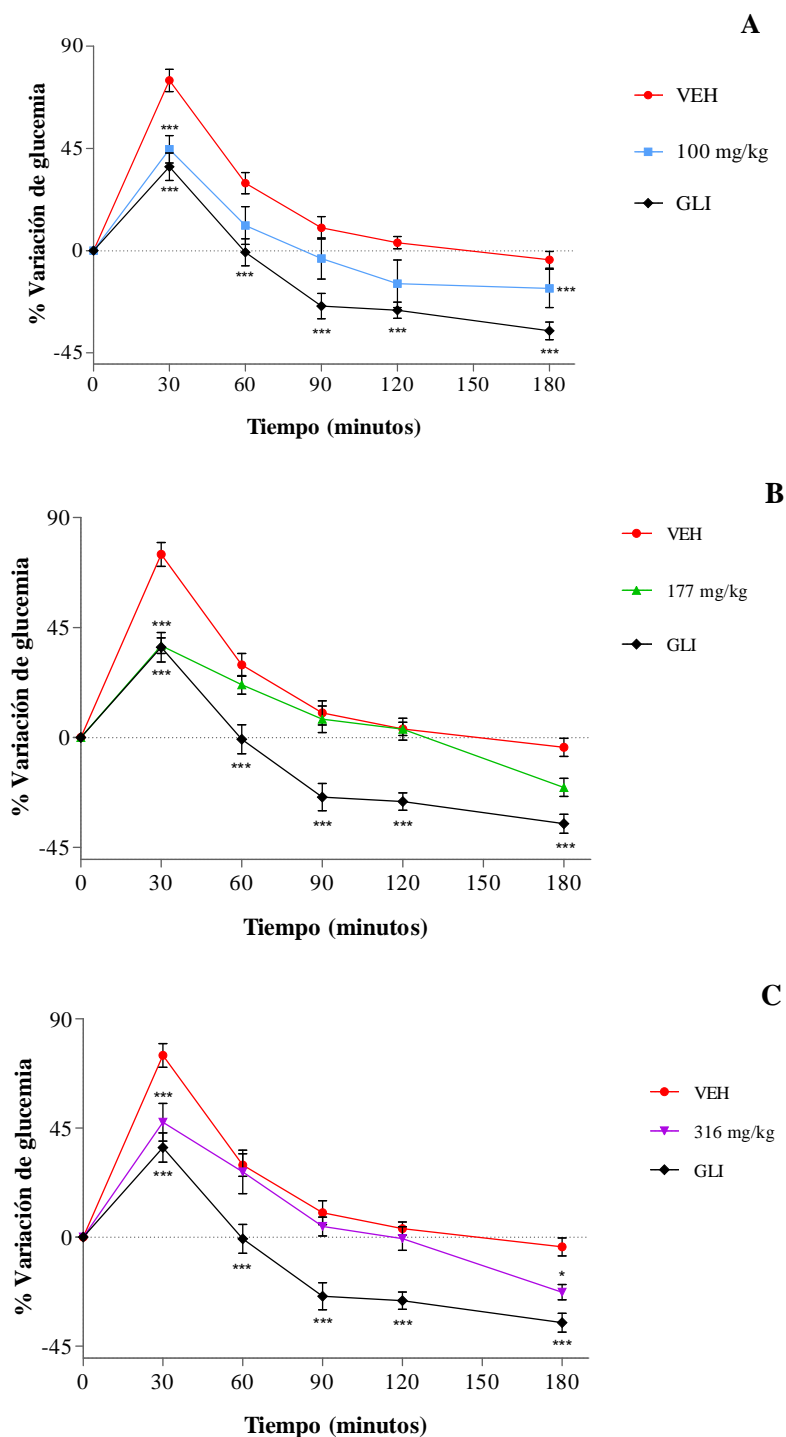 A
90
45
0
-45
% Variación de glucemia
***
***
***
***
***
***
***
0
30
60
90
120
150
180
Tiempo (minutos)
VEH
100 mg/kg
GLI
B
90
45
0
-45
% Variación de glucemia
***
***
***
***
***
***
0
30
60
90
120
150
180
Tiempo (minutos)
VEH
177 mg/kg
GLI
C
90
45
0
-45
% Variación de glucemia
***
***
***
***
***
*
***
0
30
60
90
120
150
180
Tiempo (minutos)
VEH
316 mg/kg
GLI